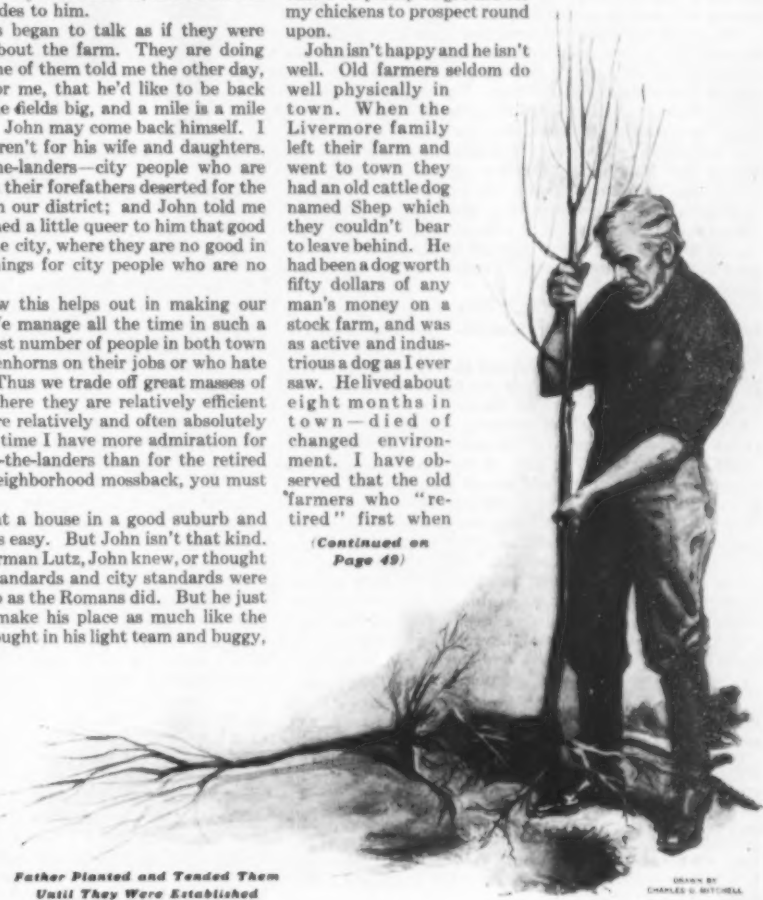 des to him.
began to talk as if they were
bout the farm. They are doing
ne of them told me the other day,
or me, that he'd like to be back
e fields big, and a mile is a mile
John may come back himself. I
ren't for his wife and daughters.
he-landers—city people who are
their forefathers deserted for the
n our district; and John told me
ned a little queer to him that good
e city, where they are no good in
ings for city people who are no
w this helps out in making our
e manage all the time in such a
st number of people in both town
enhorns on their jobs or who hate
Thus we trade off great masses of
here they are relatively efficient
re relatively and often absolutely
time I have more admiration for
-the-landers than for the retired
eighborhood mossback, you must
at a house in a good suburb and
s easy. But John isn't that kind.
rman Lutz, John knew, or thought
andards and city standards were
o as the Romans did. But he just
make his place as much like the
ought in his light team and buggy,
my chickens to prospect round
upon.
John isn't happy and he isn't
well. Old farmers seldom do
well physically in
town. When the
Livermore family
left their farm and
went to town they
had an old cattle dog
named Shep which
they couldn't bear
to leave behind. He
had been a dog worth
fifty dollars of any
man's money on a
stock farm, and was
as active and indus-
trious a dog as I ever
saw. He lived about
eight months in
town—died of
changed environ-
ment. I have ob-
served that the old
farmers who "re-
tired" first when
(Continued on
Page 49)
Father Planted and Tended Them
Until They Were Established
DRAWN BY
CHARLES D. MITCHELL